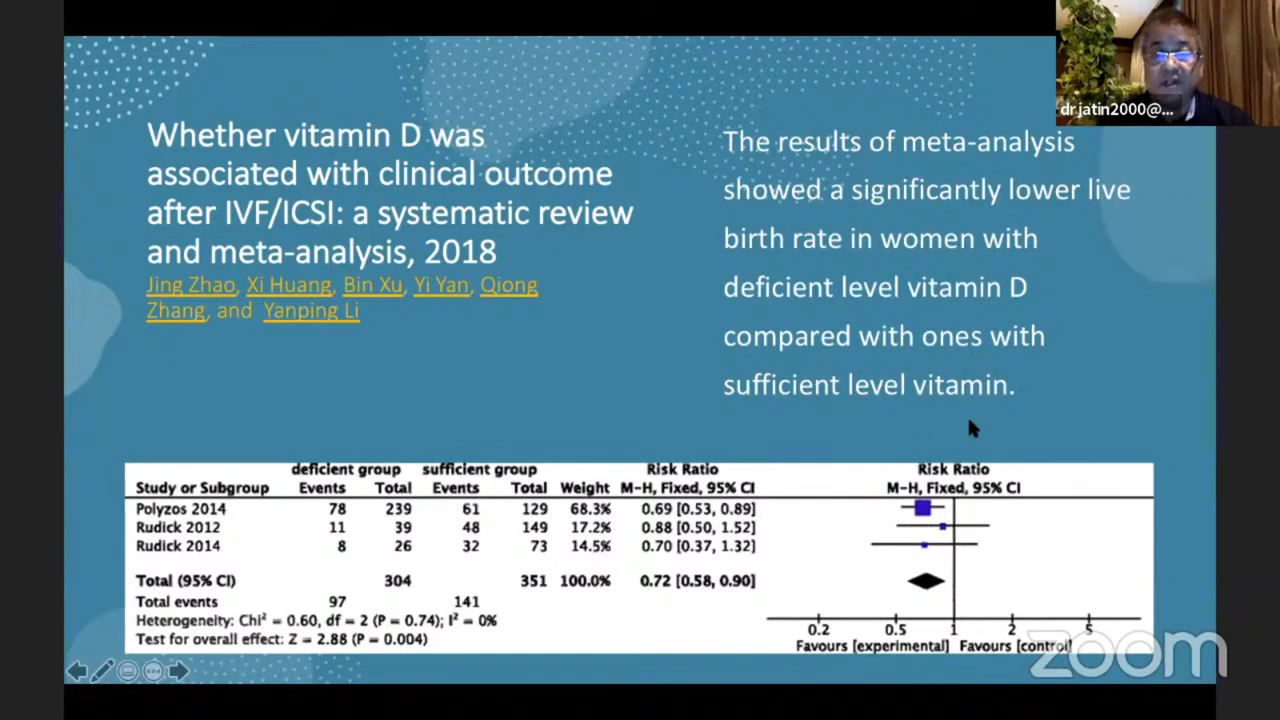 dr.jatin2000@...
Whether vitamin D was
associated with clinical outcome
after IVF/ICSI: a systematic review
and meta-analysis, 2018
Jing Zhao, Xi Huang, Bin Xu, Yi Yan, Qiong
Zhang, and Yanping Li
The results of meta-analysis
showed a significantly lower live
birth rate in women with
deficient level vitamin D
compared with ones with
sufficient level vitamin.
deficient group sufficient group Risk Ratio Risk Ratio
Study or Subgroup Events Total Events Total Weight M-H, Fixed, 95% CI M-H, Fixed, 95% CI
Polyzos 2014 78 239 61 129 68.3% 0.69 [0.53, 0.89]
Rudick 2012 11 39 48 149 17.2% 0.88 [0.50, 1.52]
Rudick 2014 8 26 32 73 14.5% 0.70 [0.37, 1.32]
Total (95% CI) 304 351 100.0% 0.72 [0.58, 0.90]
Total events 97 141
Heterogeneity: Chi² = 0.60, df = 2 (P = 0.74); I² = 0%
Test for overall effect: Z = 2.88 (P = 0.004)
0.2 0.5 1 2 5
Favours [experimental] Favours [control]
zoom